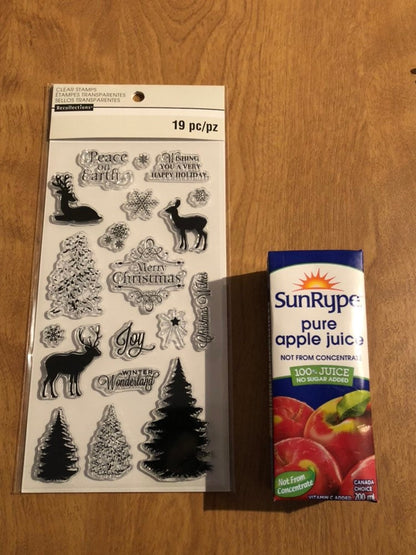 CLEAR STAMPS
ÉTAMPES TRANSPARENTES
SELLOS TRANSPARENTES
Recollections
19 pc/pz
Peace
on
Earth
WISHING
YOU A VERY
HAPPY HOLIDAY
Merry
Christmas
Christmas Wishes
Joy
WINTER
Wonderland
SunRype
pure
apple juice
NOT FROM CONCENTRATE
100% JUICE
NO SUGAR ADDED
Not From
Concentrate
VITAMIN C ADDED
CANADA
CHOICE
200 ml